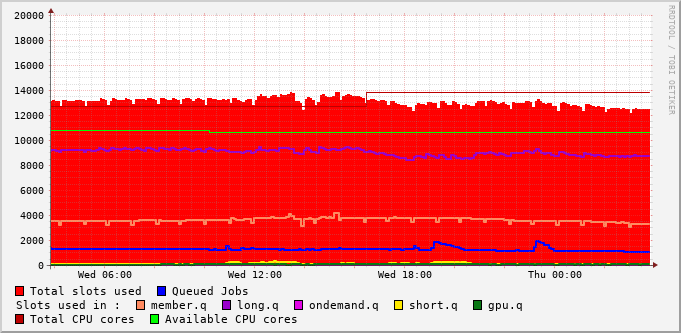 20000
18000
16000
14000
12000
10000
8000
6000
4000
2000
0
Wed 06:00 Wed 12:00 Wed 18:00 Thu 00:00
RRDTOOL / TOBI OETIKER
Total slots used Queued Jobs
Slots used in : member.q long.q ondemand.q short.q gpu.q
Total CPU cores Available CPU cores